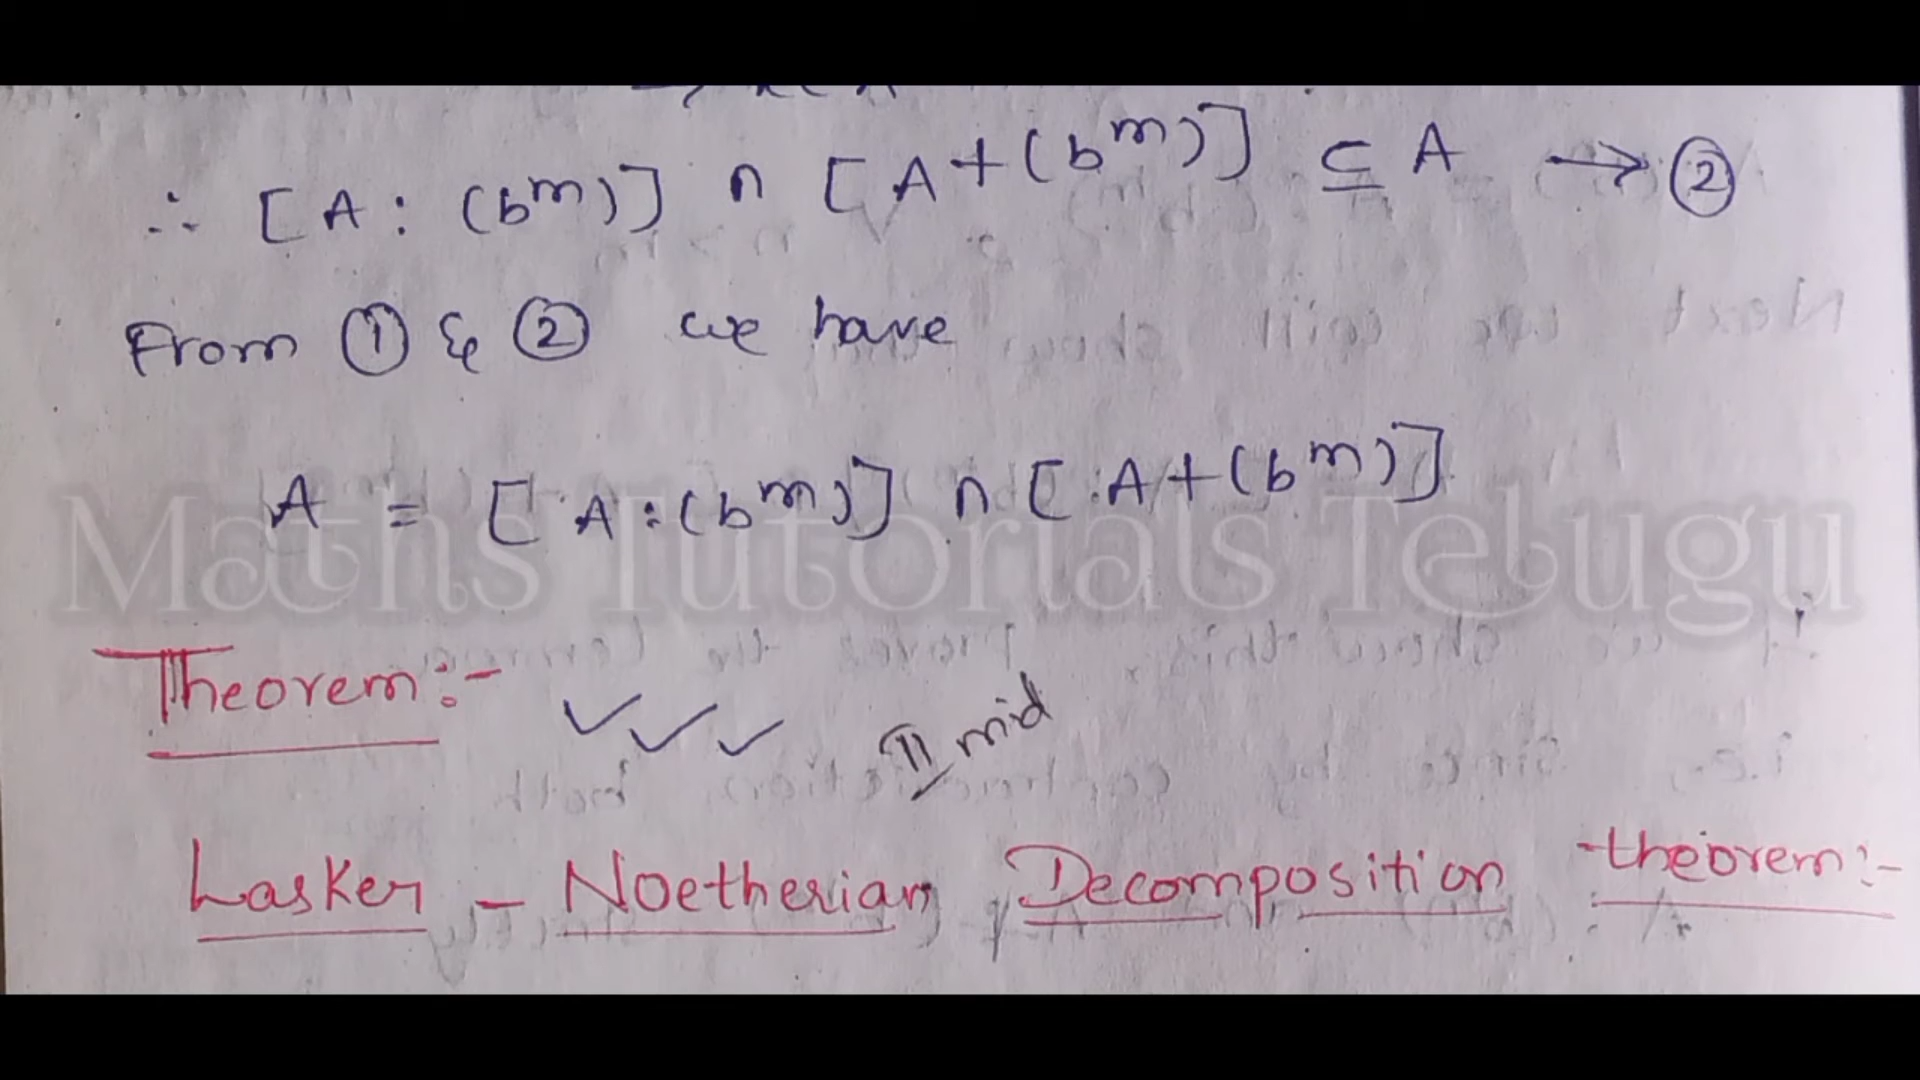 ∴ [A : (b^m)] ∩ [A + (b^m)] ⊆ A → ②
From ① & ② we have
A = [A : (b^m)] ∩ [A + (b^m)]
Maths Tutorials Telugu
Theorem :-
✓✓✓ II mid
Lasker - Noetherian Decomposition theorem :-